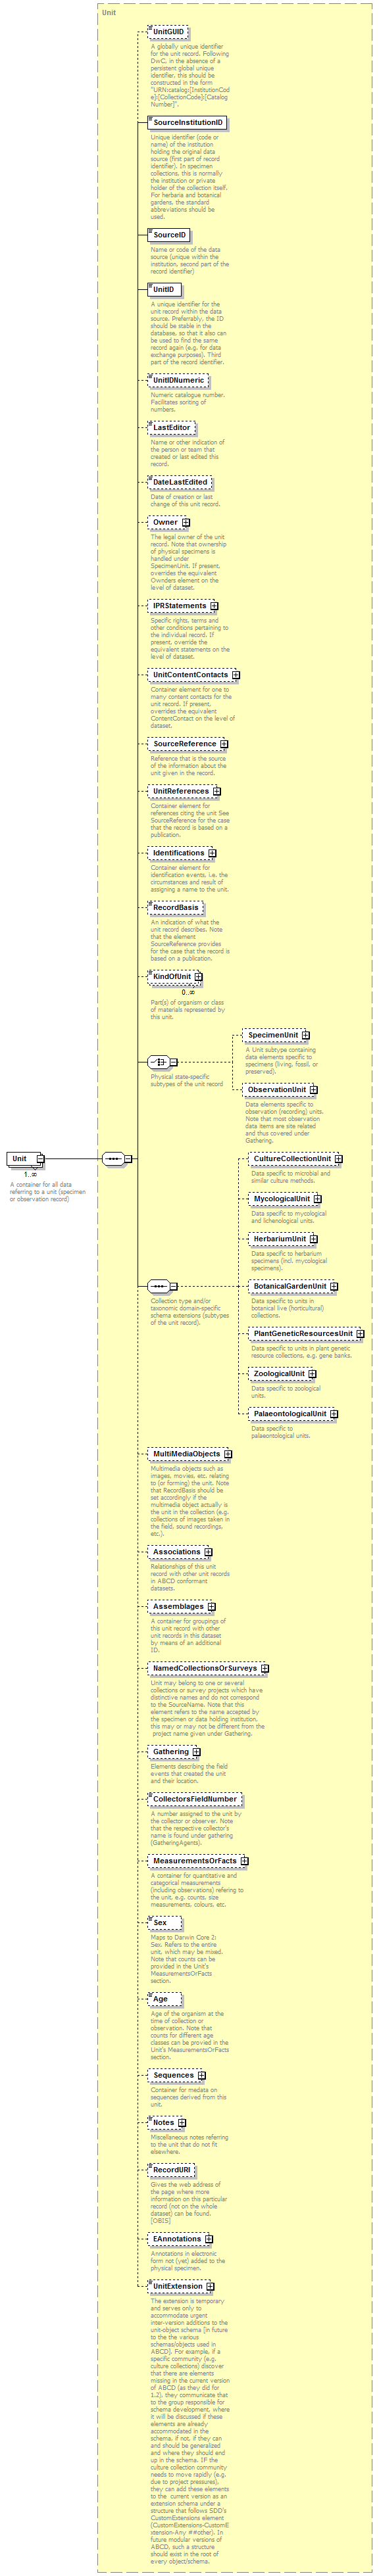 Unit
UnitGUID
A globally unique identifier
for the unit record. Following
DwC, in the absence of a
persistent global unique
identifier, this should be
constructed in the form
"URN:catalog:[InstitutionCod
e]:[CollectionCode]:[Catalog
Number]".
SourceInstitutionID
Unique identifier (code or
name) of the institution
holding the original data
source (first part of record
identifier). In specimen
collections, this is normally
the institution or private
holder of the collection itself.
For herbaria and botanical
gardens, the standard
abbreviations should be
used.
SourceID
Name or code of the data
source (unique within the
institution, second part of the
record identifier)
UnitID
A unique identifier for the
unit record within the data
source. Preferrably, the ID
should be stable in the
database, so that it also can
be used to find the same
record again (e.g. for data
exchange purposes). Third
part of the record identifier.
UnitIDNumeric
Numeric catalogue number.
Facilitates sorting of
numbers.
LastEditor
Name or other indication of
the person or team that
created or last edited this
record.
DateLastEdited
Date of creation or last
change of this unit record.
Owner
The legal owner of the unit
record. Note that ownership
of physical specimens is
handled under
SpecimenUnit. If present,
overrides the equivalent
Ownders element on the
level of dataset.
IPRStatements
Specific rights, terms and
other conditions pertaining to
the individual record. If
present, override the
equivalent statements on the
level of dataset.
UnitContentContacts
Container element for one to
many content contacts for the
unit record. If present,
overrides the equivalent
ContentContact on the level of
dataset.
SourceReference
Reference that is the source
of the information about the
unit given in the record.
UnitReferences
Container element for
references citing the unit See
SourceReference for the case
that the record is based on a
publication.
Identifications
Container element for
identification events, i.e. the
circumstances and result of
assigning a name to the unit.
RecordBasis
An indication of what the
unit record describes. Note
that the element
SourceReference provides
for the case that the record is
based on a publication.
KindOfUnit
0..∞
Part(s) of organism or class
of materials represented by
this unit.
Physical state-specific
subtypes of the unit record
SpecimenUnit
A Unit subtype containing
data elements specific to
specimens (living, fossil, or
preserved).
ObservationUnit
Data elements specific to
observation (recording) units.
Note that most observation
data items are site related
and thus covered under
Gathering.
Unit
1..∞
A container for all data
referring to a unit (specimen
or observation record)
CultureCollectionUnit
Data specific to microbial and
similar culture methods.
MycologicalUnit
Data specific to mycological
and lichenological units.
HerbariumUnit
Data specific to herbarium
specimens (incl. mycological
specimens).
Collection type and/or
taxonomic domain-specific
schema extensions (subtypes
of the unit record).
BotanicalGardenUnit
Data specific to units in
botanical live (horticultural)
collections.
PlantGeneticResourcesUnit
Data specific to units in plant genetic
resource collections, e.g. gene banks.
ZoologicalUnit
Data specific to zoological
units.
PalaeontologicalUnit
Data specific to
palaeontological units.
MultiMediaObjects
Multimedia objects such as
images, movies, etc. relating
to (or forming) the unit. Note
that RecordBasis should be
set accordingly if the
multimedia object actually is
the unit in the collection (e.g.
collections of images taken in
the field, sound recordings,
etc.).
Associations
Relationships of this unit
record with other unit records
in ABCD conformant
datasets.
Assemblages
A container for groupings of
this unit record with other
unit records in this dataset
by means of an additional
ID.
NamedCollectionsOrSurveys
Unit may belong to one or several
collections or survey projects which have
distinctive names and do not correspond
to the SourceName. Note that this
element refers to the name accepted by
the specimen or data holding institution,
this may or may not be different from the
project name given under Gathering.
Gathering
Elements describing the field
events that created the unit
and their location.
CollectorsFieldNumber
A number assigned to the unit by
the collector or observer. Note
that the respective collector's
name is found under gathering
(GatheringAgents).
MeasurementsOrFacts
A container for quantitative and
categorical measurements
(including observations) refering to
the unit, e.g. counts, size
measurements, colours, etc.
Sex
Maps to Darwin Core 2:
Sex. Refers to the entire
unit, which may be mixed.
Note that counts can be
provided in the Unit's
MeasurementsOrFacts
section.
Age
Age of the organism at the
time of collection or
observation. Note that
counts for different age
classes can be provied in the
Unit's MeasurementsOrFacts
section.
Sequences
Container for medata on
sequences derived from this
unit.
Notes
Miscellaneous notes referring
to the unit that do not fit
elsewhere.
RecordURI
Gives the web address of
the page where more
information on this particular
record (not on the whole
dataset) can be found.
[OBIS]
EAnnotations
Annotations in electronic
form not (yet) added to the
physical specimen.
UnitExtension
The extension is temporary
and serves only to
accommodate urgent
inter-version additions to the
unit-object schema [in future
to the the various
schemas/objects used in
ABCD]. For example, if a
specific community (e.g.
culture collections) discover
that there are elements
missing in the current version
of ABCD (as they did for
1.2), they communicate that
to the group responsible for
schema development, where
it will be discussed if these
elements are already
accommodated in the
schema, if not, if they can
and should be generalized
and where they should end
up in the schema. IF the
culture collection community
needs to move rapidly (e.g.
due to project pressures),
they can add these elements
to the current version as an
extension schema under a
structure that follows SDD's
CustomExtensions element
(CustomExtensions-CustomE
xtension-Any ##other). In
future modular versions of
ABCD, such a structure
should exist in the root of
every object/schema.